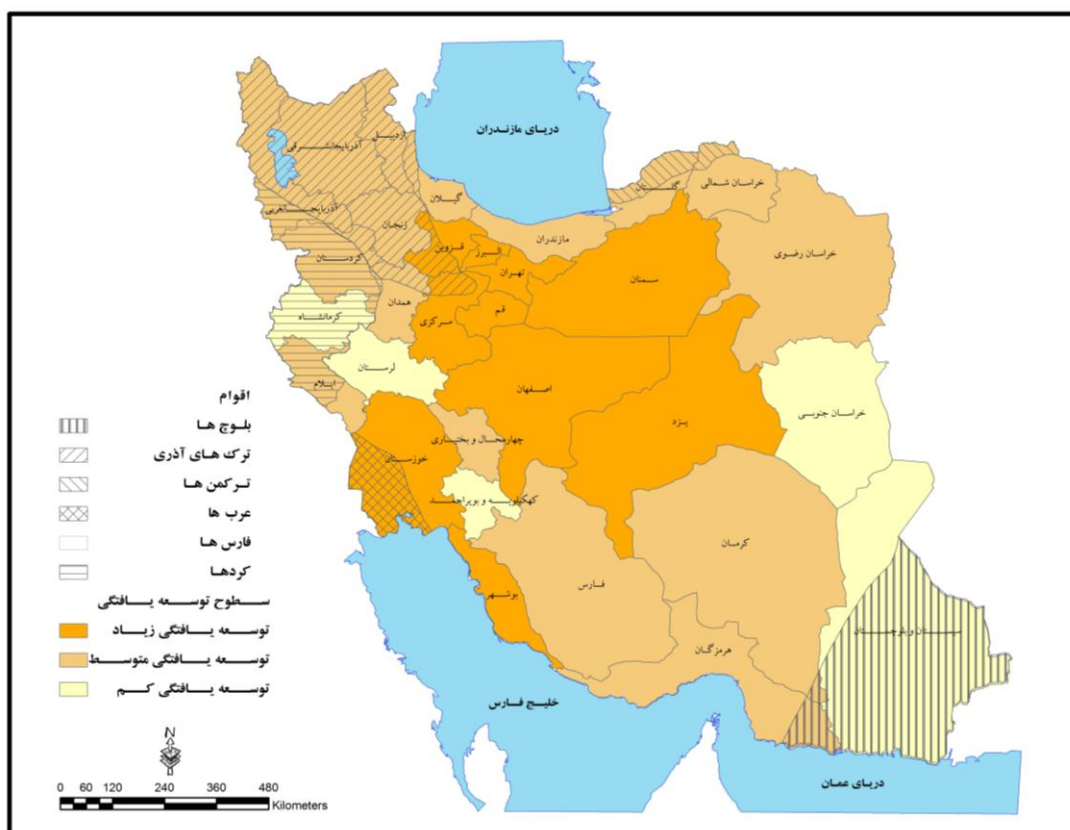 دریای مازندران
اردبیل
آذربایجان شرقی
گیلان
گلستان
خراسان شمالی
آذربایجان غربی
زنجان
مازندران
قزوین
البرز
تهران
خراسان رضوی
کردستان
سمنان
همدان
قم
مرکزی
کرمانشاه
لرستان
ایلام
اصفهان
یزد
خراسان جنوبی
چهارمحال و بختیاری
خوزستان
کهکیلویه و بویراحمد
کرمان
فارس
بوشهر
سیستان و بلوچستان
هرمزگان
خلیج فارس
دریای عمان
اقوام
بلوچ ها
ترک های آذری
ترکمن ها
عرب ها
فارس ها
کردها
سطوح توسعه یافتگی
توسعه یافتگی زیاد
توسعه یافتگی متوسط
توسعه یافتگی کم
N
0 60 120 240 360 480
Kilometers